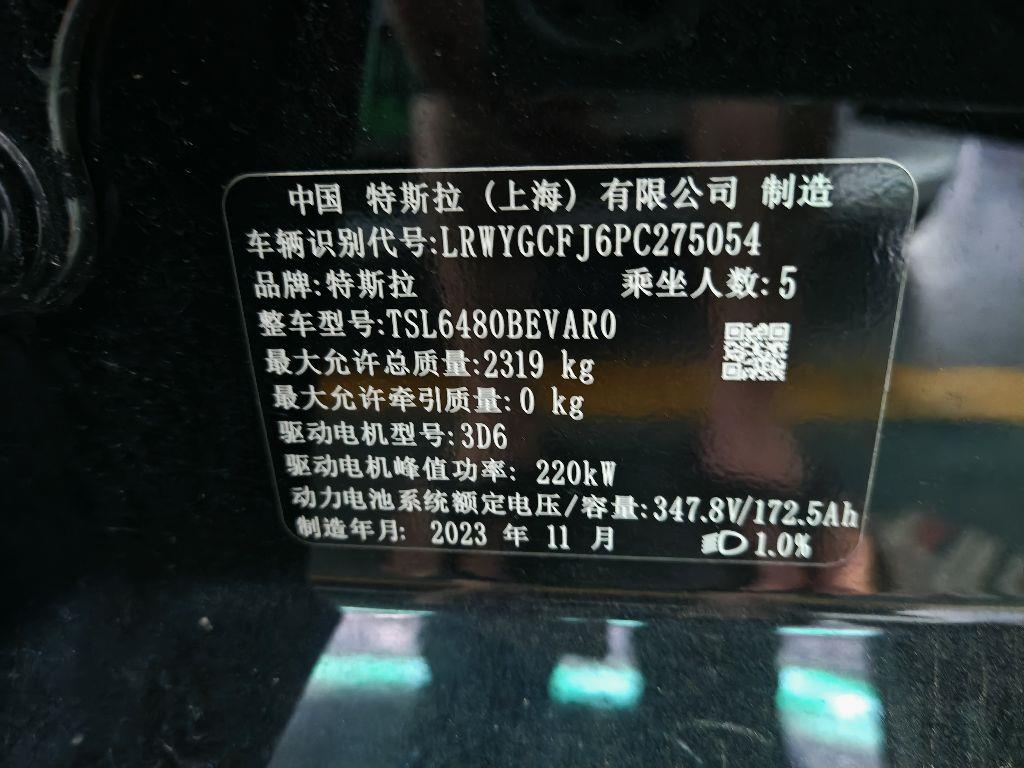 中国 特斯拉（上海）有限公司 制造
车辆识别代号:LRWYGCFJ6PC275054
品牌:特斯拉 乘坐人数:5
整车型号:TSL6480BEVAR0
最大允许总质量:2319 kg
最大允许牵引质量:0 kg
驱动电机型号:3D6
驱动电机峰值功率: 220kW
动力电池系统额定电压/容量:347.8V/172.5Ah
制造年月: 2023 年 11 月 1.0%